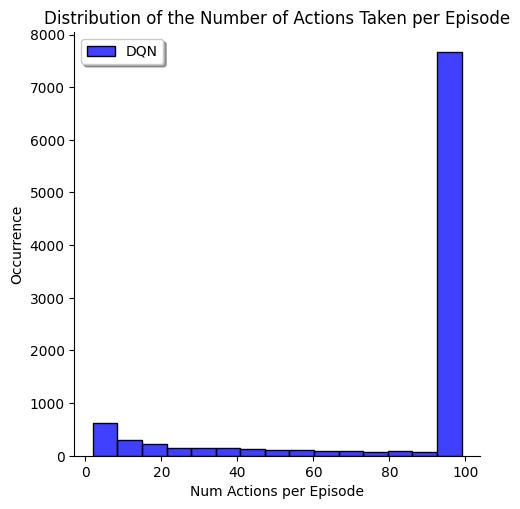 Distribution of the Number of Actions Taken per Episode
DQN
8000
7000
6000
5000
4000
3000
2000
1000
0
Occurrence
0 20 40 60 80 100
Num Actions per Episode